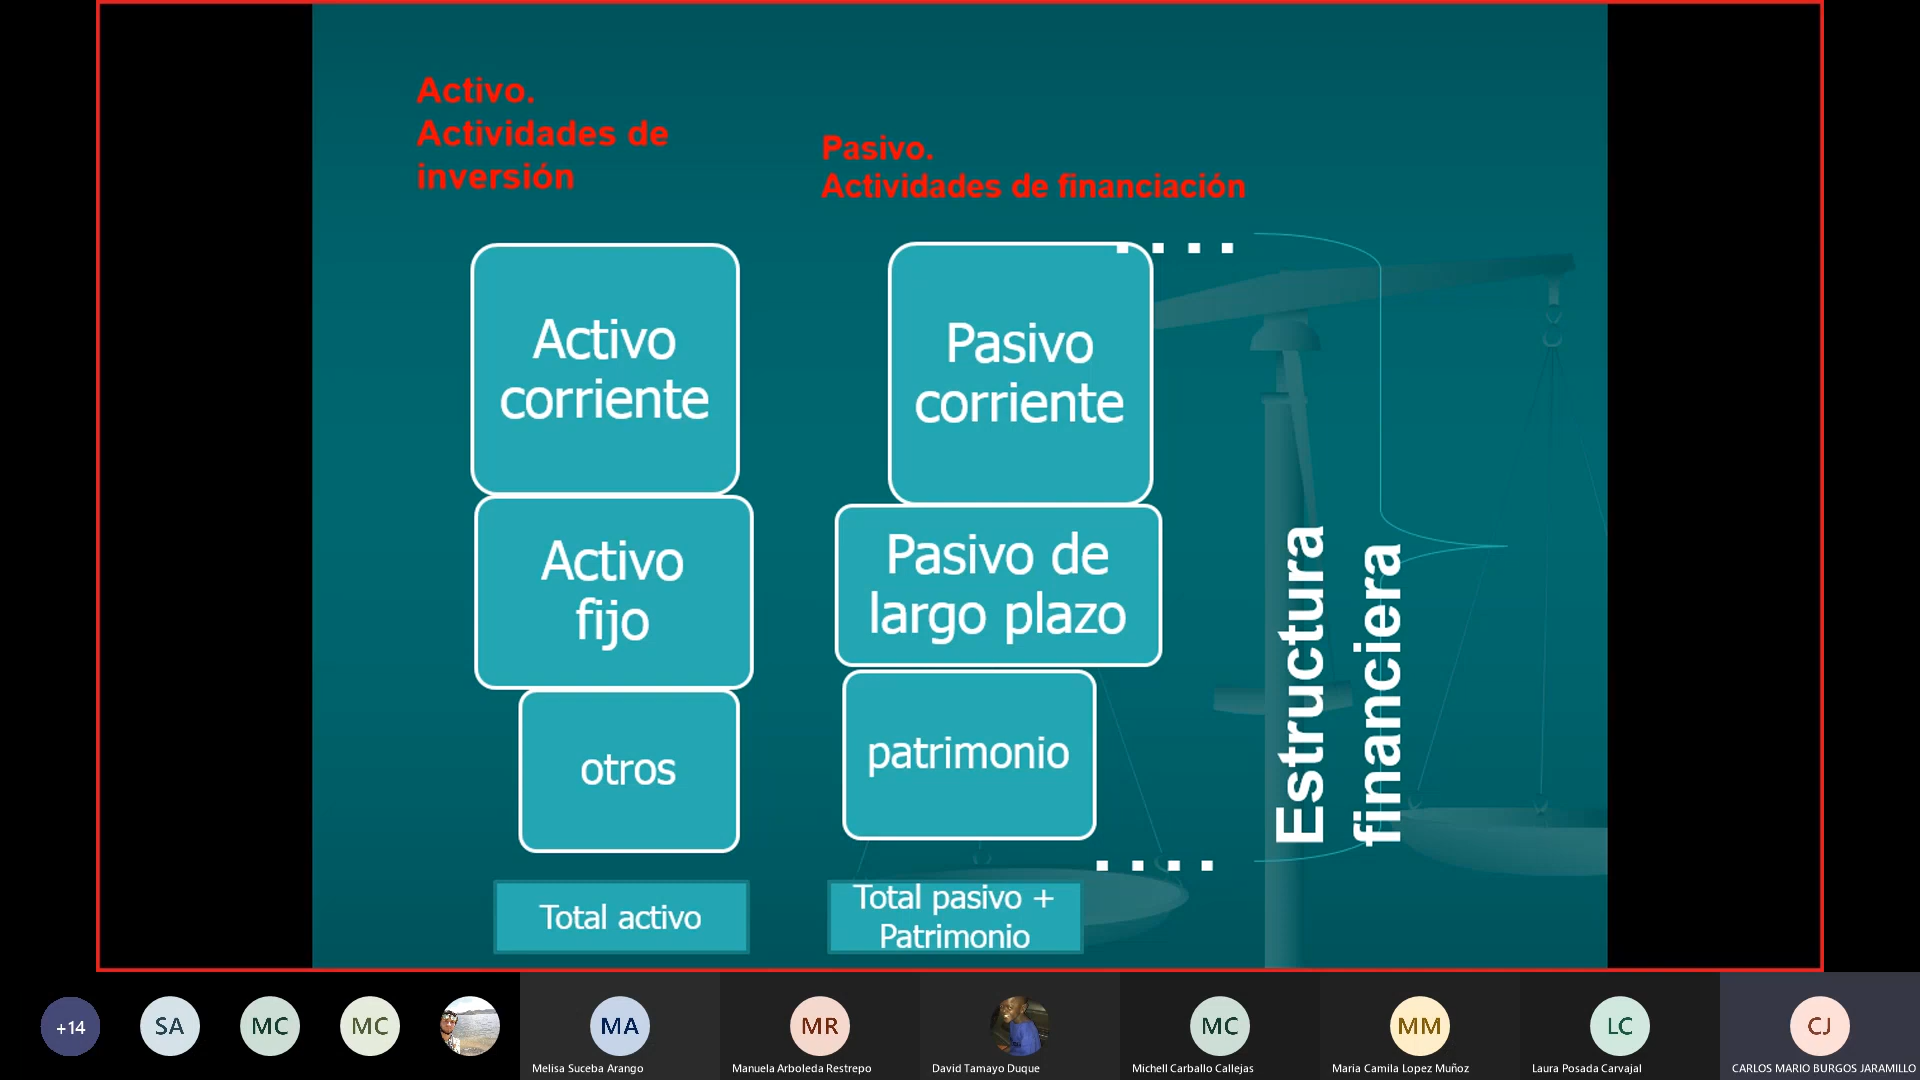 Activo.
Actividades de
inversión
Pasivo.
Actividades de financiación
Activo
corriente
Activo
fijo
otros
Total activo
Pasivo
corriente
Pasivo de
largo plazo
patrimonio
Total pasivo +
Patrimonio
Estructura
financiera
+14
SA
MC
MC
MA
MR
MC
MM
LC
CJ
Melisa Suceba Arango
Manuela Arboleda Restrepo
David Tamayo Duque
Michell Carballo Callejas
Maria Camila Lopez Muñoz
Laura Posada Carvajal
CARLOS MARIO BURGOS JARAMILLO